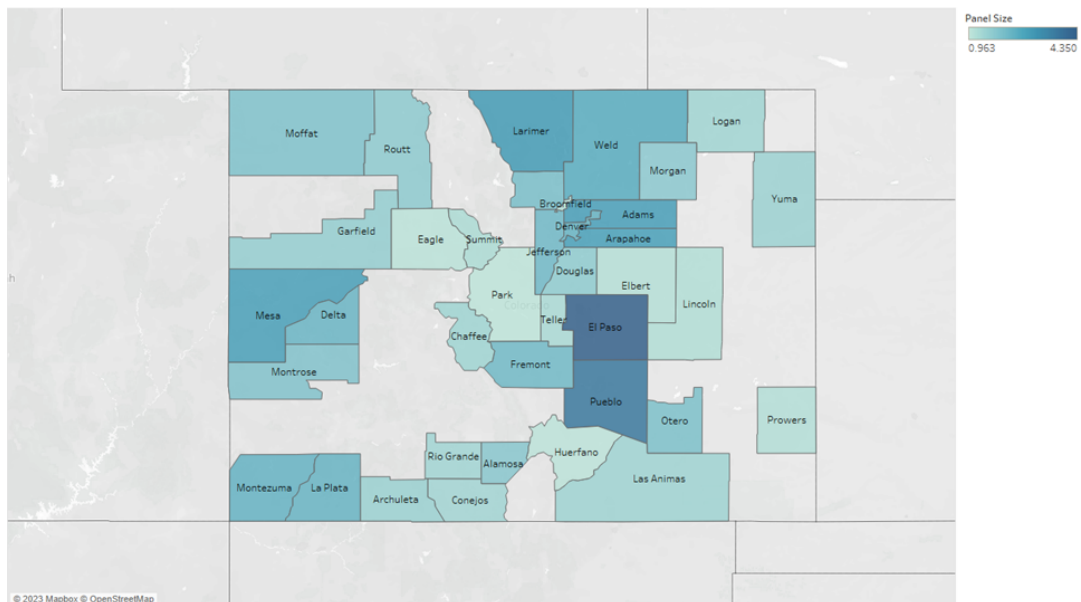 Panel Size
0.963 4.350
Moffat
Routt
Larimer
Weld
Logan
Morgan
Yuma
Broomfield
Adams
Denver
Arapahoe
Garfield
Eagle
Summit
Jefferson
Douglas
Elbert
Lincoln
Park
Colorado
Mesa
Delta
Teller
El Paso
Chaffee
Fremont
Montrose
Pueblo
Otero
Prowers
Huerfano
Rio Grande
Alamosa
Las Animas
Montezuma
La Plata
Archuleta
Conejos
h
© 2023 Mapbox © OpenStreetMap